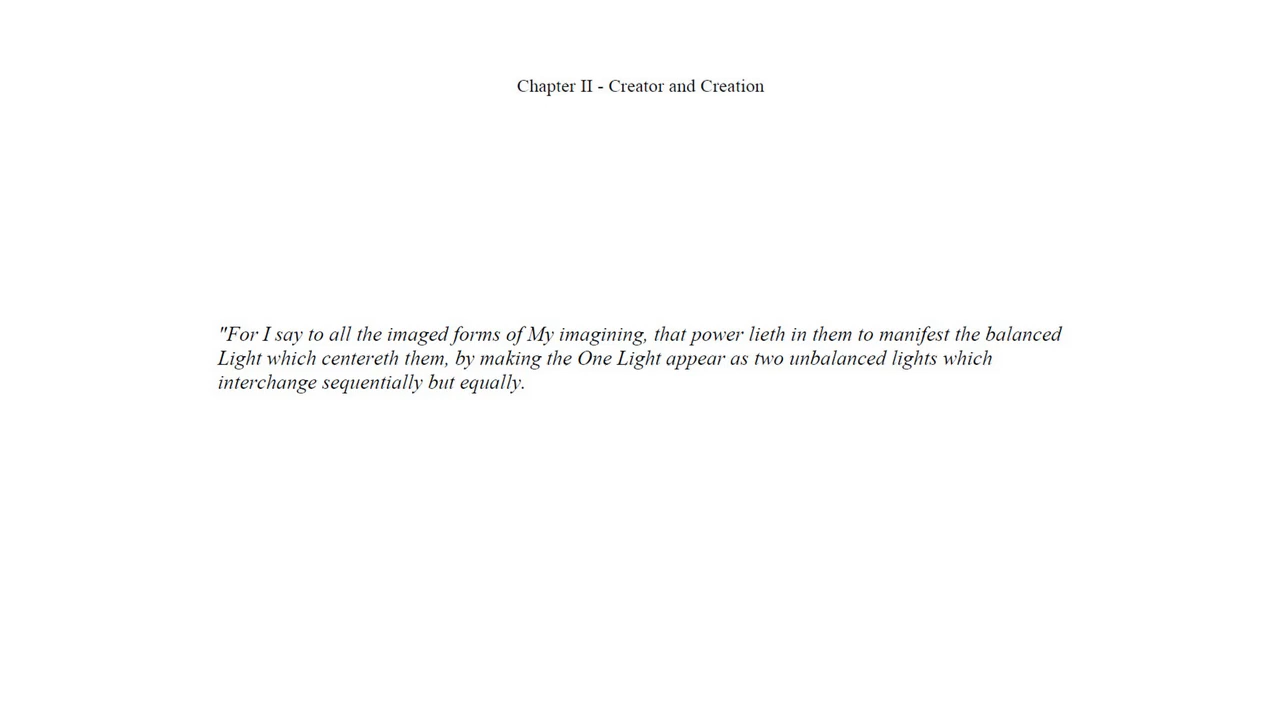 Chapter II - Creator and Creation
"For I say to all the imaged forms of My imagining, that power lieth in them to manifest the balanced
Light which centereth them, by making the One Light appear as two unbalanced lights which
interchange sequentially but equally.